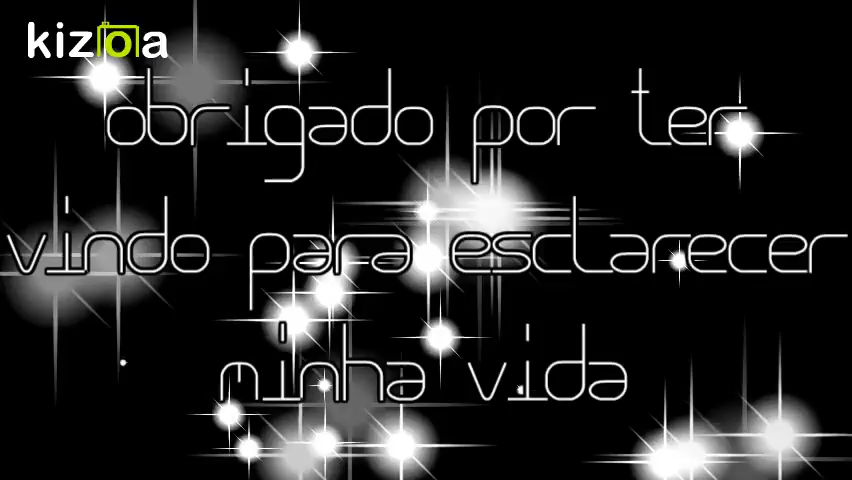 kizoa
obrigado por ter
vindo para esclarecer
minha vida